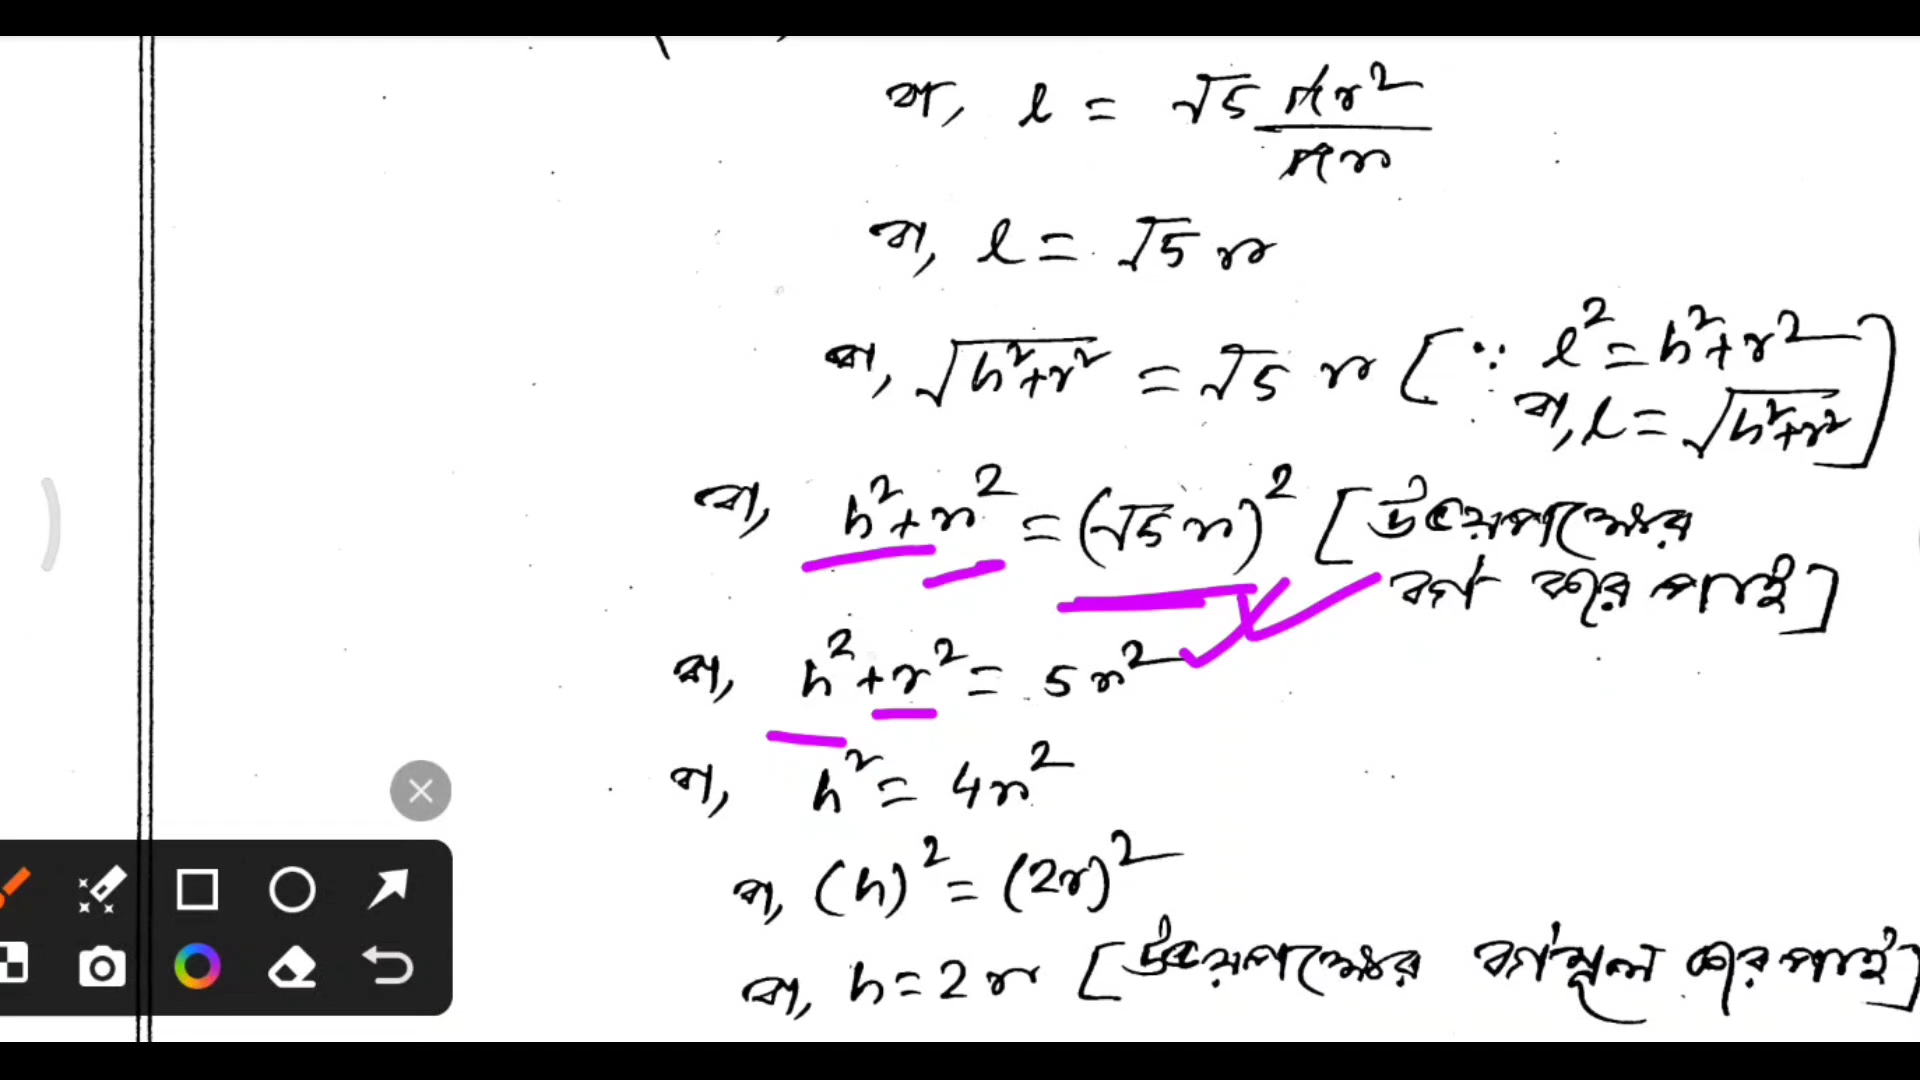 বা, l = √5 πr² / πr
বা, l = √5 r
বা, √h²+r² = √5 r [∵ l² = h²+r²
বা, l = √h²+r²]
বা, h²+r² = (√5 r)² [উভয়পক্ষের
বর্গ করে পাই]
বা, h²+r² = 5r²
বা, h² = 4r²
বা, (h)² = (2r)²
বা, h = 2r [উভয়পক্ষের বর্গমূল করে পাই]